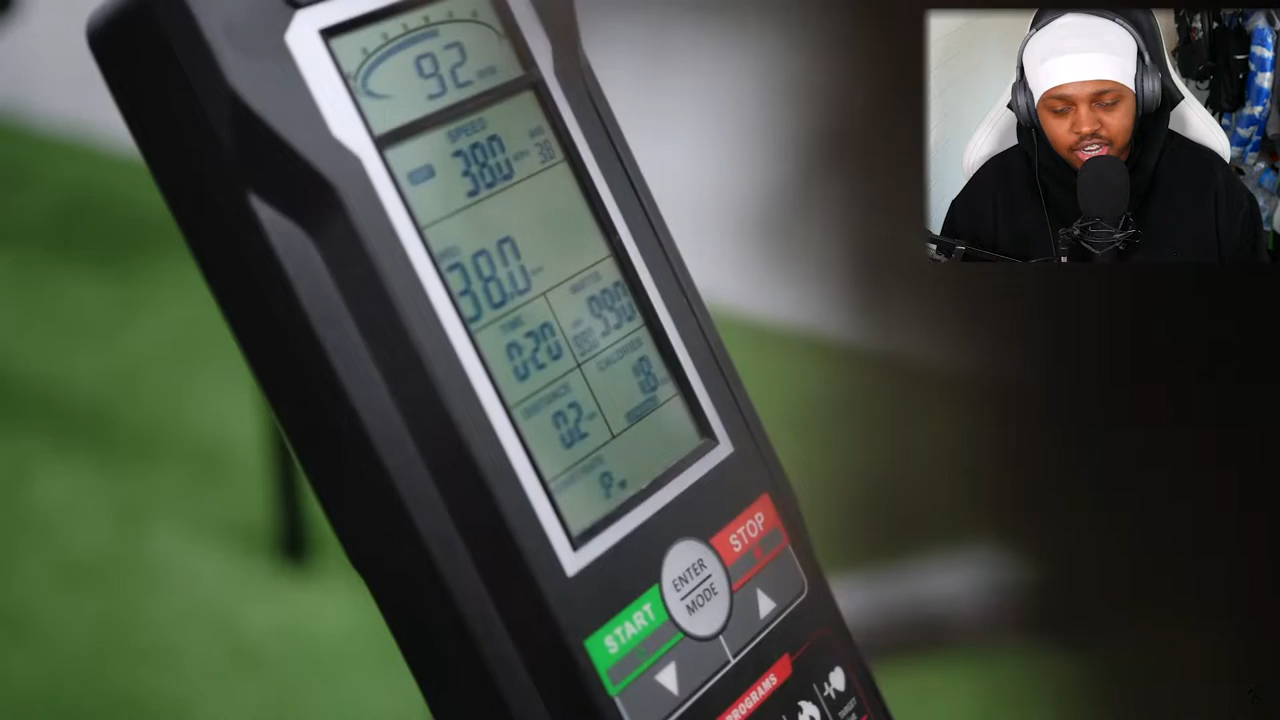 92
SPEED
38.0
38
38.0
TIME
0:20
WATTS
990
DISTANCE
0.2
CALORIES
18
P
START
ENTER
MODE
STOP
PROGRAMS
TARGET